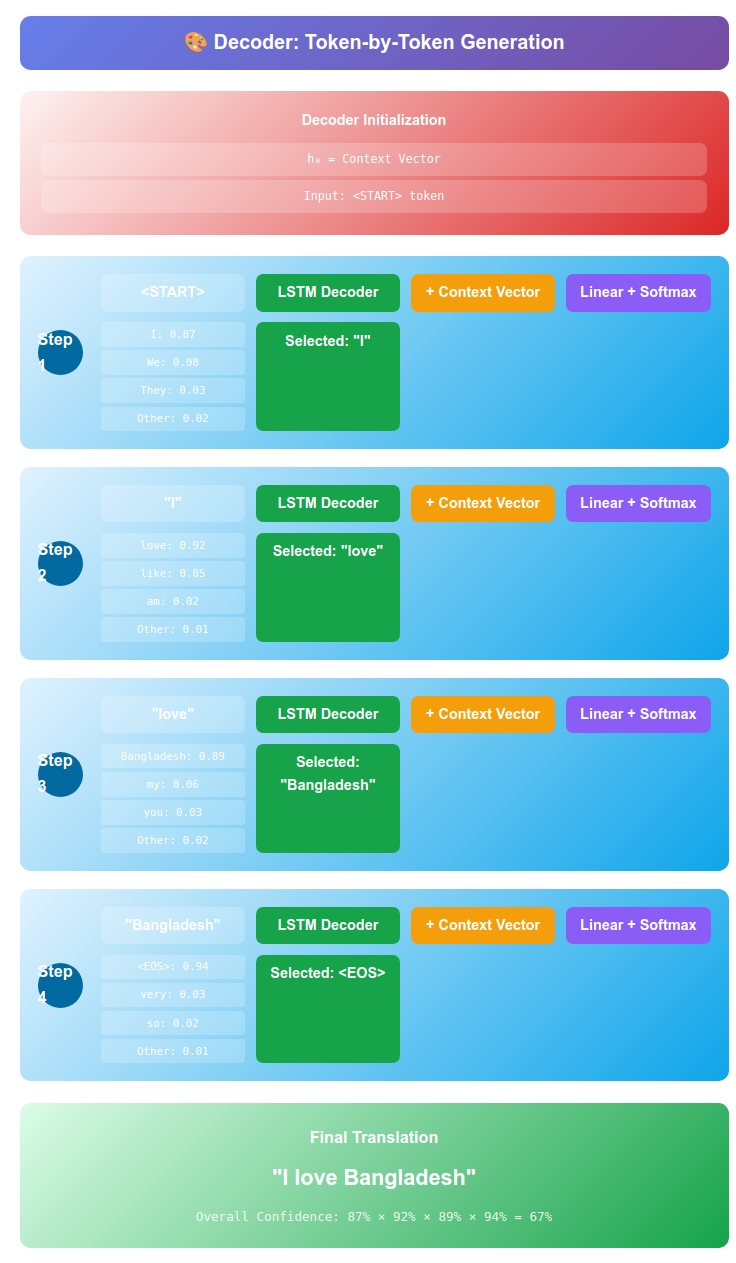 🎨 Decoder: Token-by-Token Generation
Decoder Initialization
h₀ = Context Vector
Input: <START> token
Step 1
<START>
LSTM Decoder
+ Context Vector
Linear + Softmax
I: 0.87
We: 0.08
They: 0.03
Other: 0.02
Selected: "I"
Step 2
"I"
LSTM Decoder
+ Context Vector
Linear + Softmax
love: 0.92
like: 0.05
am: 0.02
Other: 0.01
Selected: "love"
Step 3
"love"
LSTM Decoder
+ Context Vector
Linear + Softmax
Bangladesh: 0.89
my: 0.06
you: 0.03
Other: 0.02
Selected:
"Bangladesh"
Step 4
"Bangladesh"
LSTM Decoder
+ Context Vector
Linear + Softmax
<EOS>: 0.94
very: 0.03
so: 0.02
Other: 0.01
Selected: <EOS>
Final Translation
"I love Bangladesh"
Overall Confidence: 87% × 92% × 89% × 94% = 67%